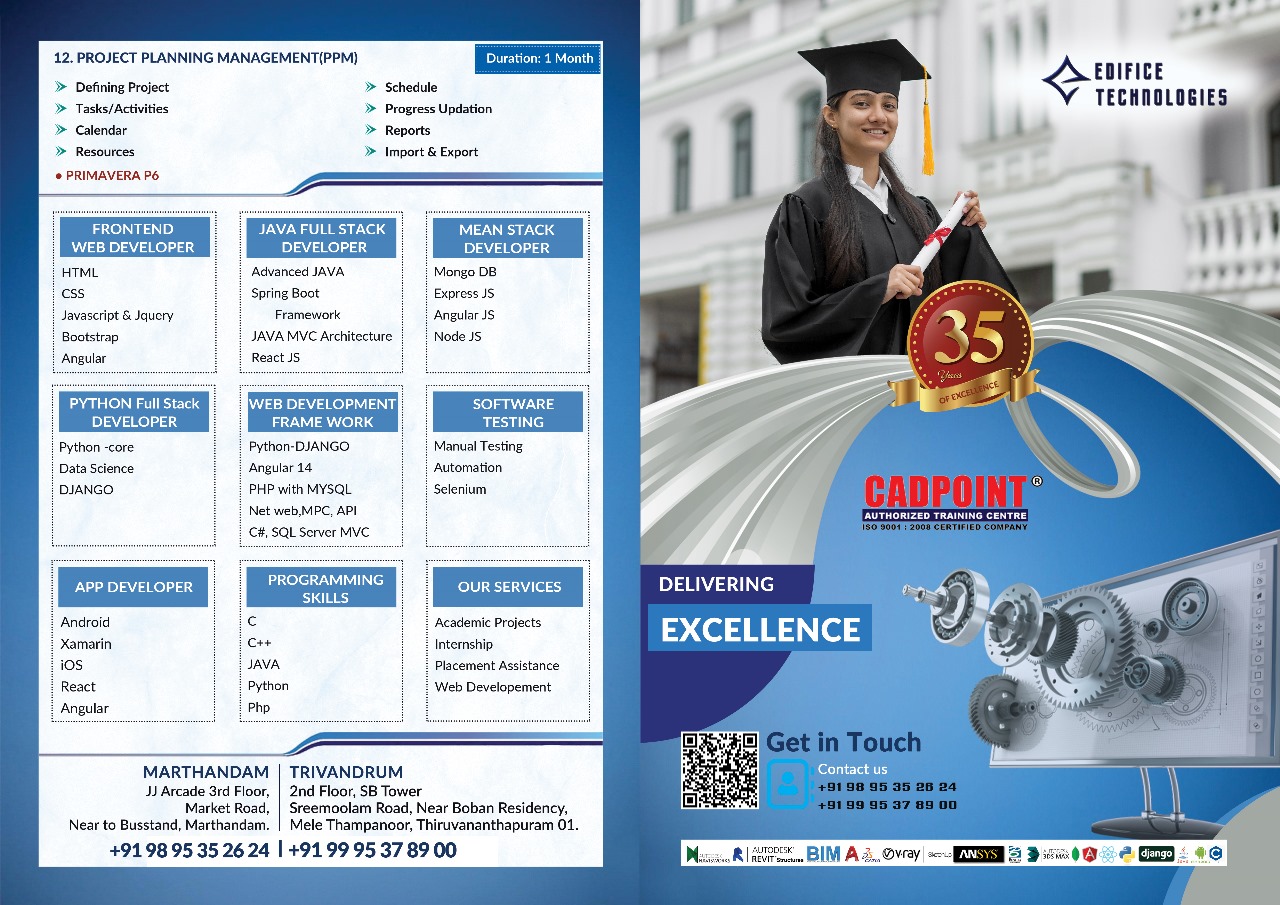 12. PROJECT PLANNING MANAGEMENT(PPM)
Duration: 1 Month
Defining Project
Tasks/Activities
Calendar
Resources
• PRIMAVERA P6
Schedule
Progress Updation
Reports
Import & Export
FRONTEND
WEB DEVELOPER
HTML
CSS
Javascript & Jquery
Bootstrap
Angular
JAVA FULL STACK
DEVELOPER
Advanced JAVA
Spring Boot
Framework
JAVA MVC Architecture
React JS
MEAN STACK
DEVELOPER
Mongo DB
Express JS
Angular JS
Node JS
PYTHON Full Stack
DEVELOPER
Python -core
Data Science
DJANGO
WEB DEVELOPMENT
FRAME WORK
Python-DJANGO
Angular 14
PHP with MYSQL
Net web,MPC, API
C#, SQL Server MVC
SOFTWARE
TESTING
Manual Testing
Automation
Selenium
APP DEVELOPER
Android
Xamarin
iOS
React
Angular
PROGRAMMING
SKILLS
C
C++
JAVA
Python
Php
OUR SERVICES
Academic Projects
Internship
Placement Assistance
Web Developement
MARTHANDAM
JJ Arcade 3rd Floor,
Market Road,
Near to Busstand, Marthandam.
+91 98 95 35 26 24
TRIVANDRUM
2nd Floor, SB Tower
Sreemoolam Road, Near Boban Residency,
Mele Thampanoor, Thiruvananthapuram 01.
+91 99 95 37 89 00
EDIFICE
TECHNOLOGIES
35
Years
OF EXCELLENCE
CADPOINT ®
AUTHORIZED TRAINING CENTRE
ISO 9001 : 2008 CERTIFIED COMPANY
DELIVERING
EXCELLENCE
Get in Touch
Contact us
+91 98 95 35 26 24
+91 99 95 37 89 00
AUTODESK
REVIT Structures
BIM
v-ray
ANSYS
3DS MAX
django